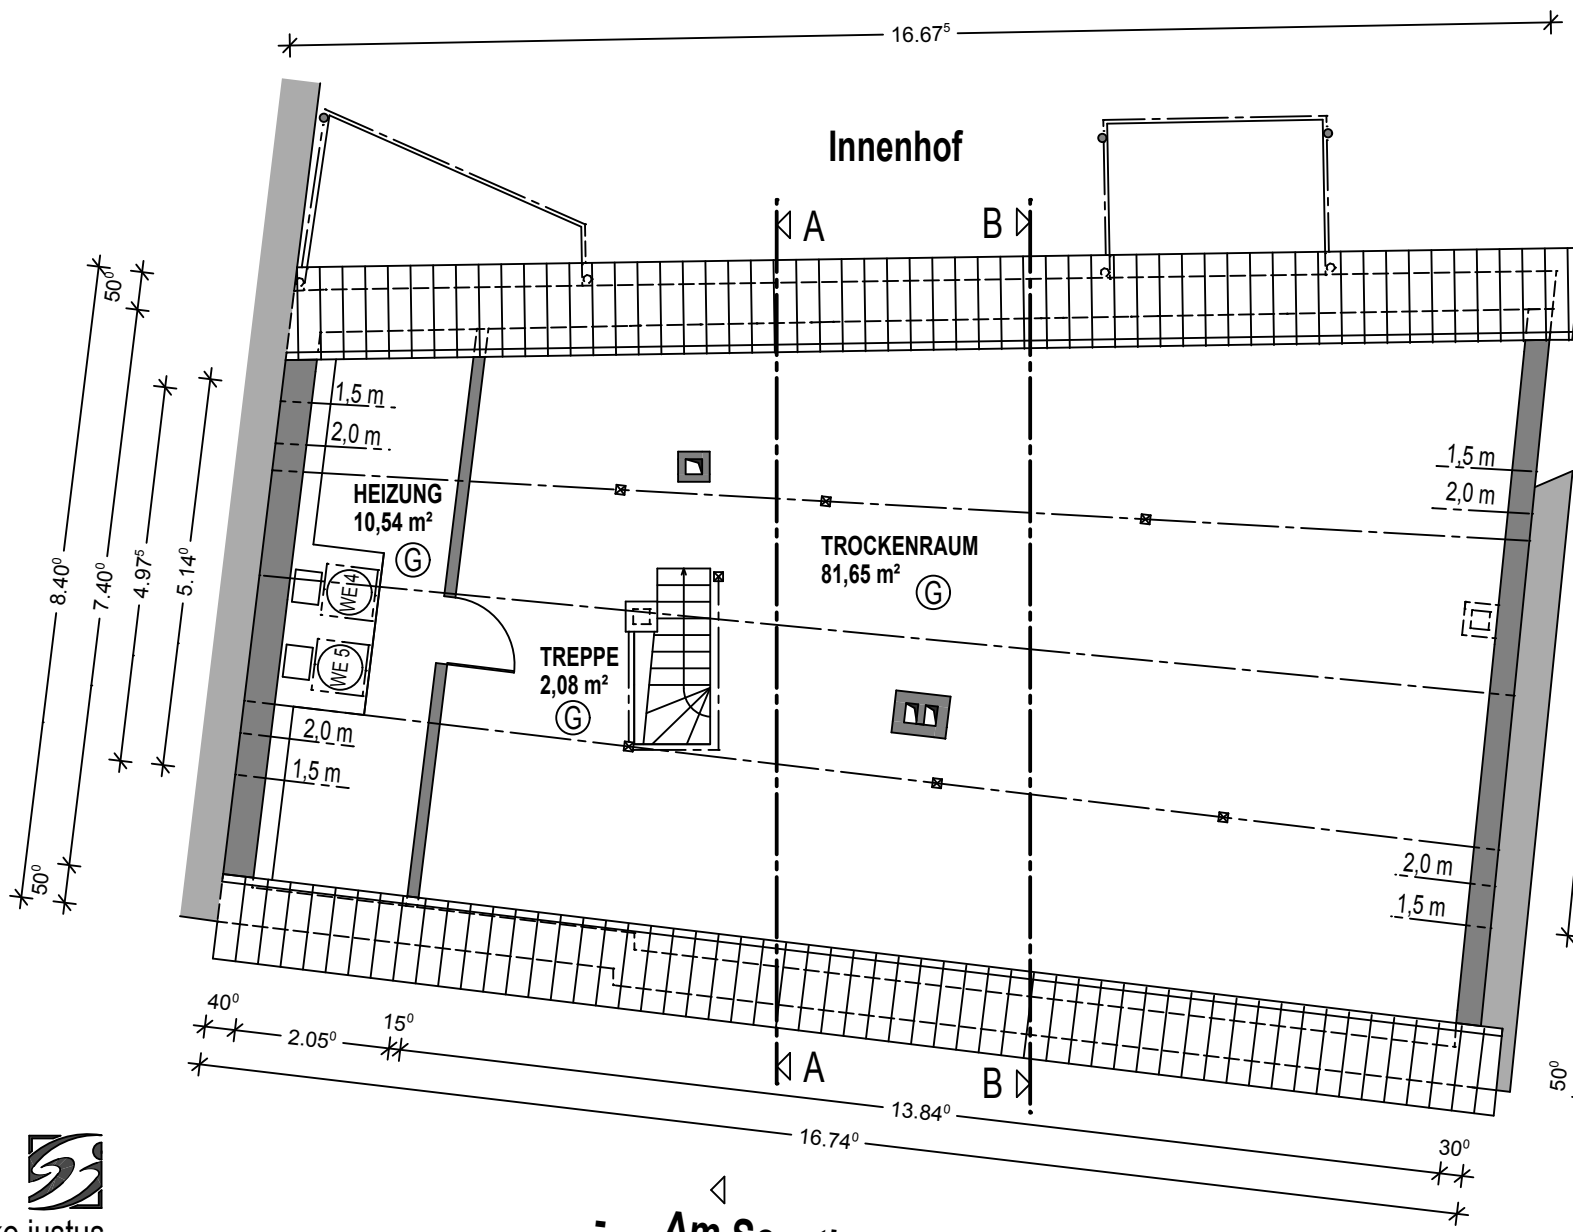 16.67⁵
Innenhof
A
B
50⁰
1,5 m
2,0 m
1,5 m
2,0 m
HEIZUNG
10,54 m²
G
TROCKENRAUM
81,65 m²
G
8.40⁰
7.40⁰
4.97⁵
5.14⁰
WE 4
WE 5
TREPPE
2,08 m²
G
2,0 m
1,5 m
2,0 m
1,5 m
50⁰
40⁰
2.05⁰
15⁰
A
B
50⁰
13.84⁰
16.74⁰
30⁰
justus
Am